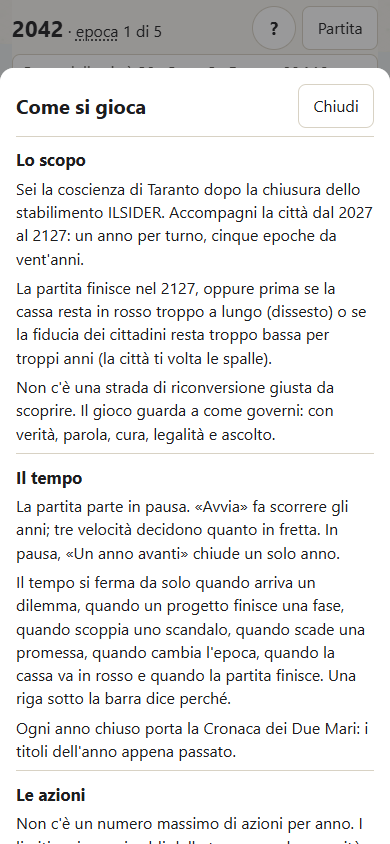 2042 · epoca 1 di 5
?
Partita
Come si gioca
Chiudi
Lo scopo
Sei la coscienza di Taranto dopo la chiusura dello
stabilimento ILSIDER. Accompagni la città dal 2027
al 2127: un anno per turno, cinque epoche da
vent'anni.
La partita finisce nel 2127, oppure prima se la
cassa resta in rosso troppo a lungo (dissesto) o se
la fiducia dei cittadini resta troppo bassa per
troppi anni (la città ti volta le spalle).
Non c'è una strada di riconversione giusta da
scoprire. Il gioco guarda a come governi: con
verità, parola, cura, legalità e ascolto.
Il tempo
La partita parte in pausa. «Avvia» fa scorrere gli
anni; tre velocità decidono quanto in fretta. In
pausa, «Un anno avanti» chiude un solo anno.
Il tempo si ferma da solo quando arriva un
dilemma, quando un progetto finisce una fase,
quando scoppia uno scandalo, quando scade una
promessa, quando cambia l'epoca, quando la
cassa va in rosso e quando la partita finisce. Una
riga sotto la barra dice perché.
Ogni anno chiuso porta la Cronaca dei Due Mari: i
titoli dell'anno appena passato.
Le azioni
Non c'è un numero massimo di azioni per anno. I